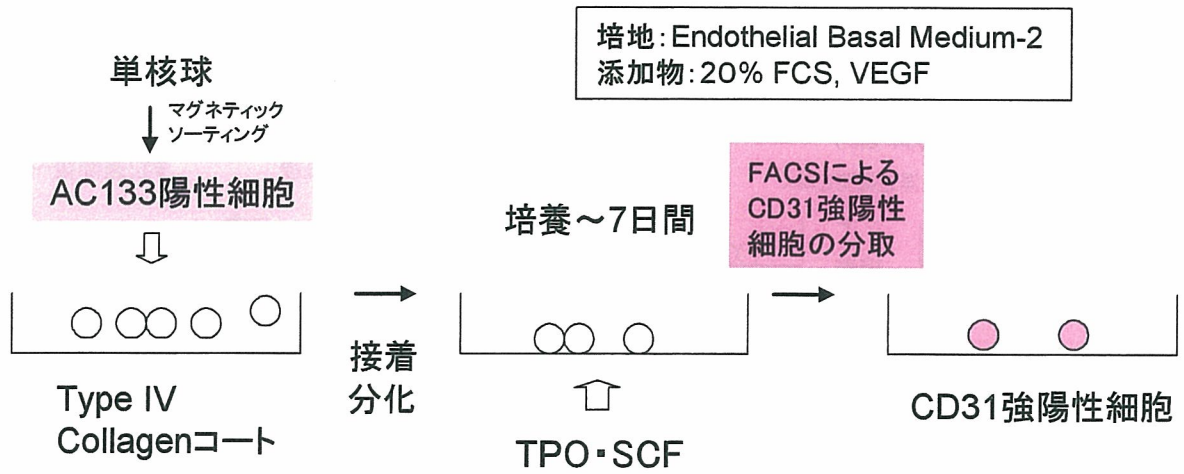 培地：Endothelial Basal Medium-2
添加物：20% FCS, VEGF
単核球
マグネティック
ソーティング
AC133陽性細胞
培養～7日間
FACSによる
CD31強陽性
細胞の分取
接着
分化
Type IV
Collagenコート
TPO・SCF
CD31強陽性細胞